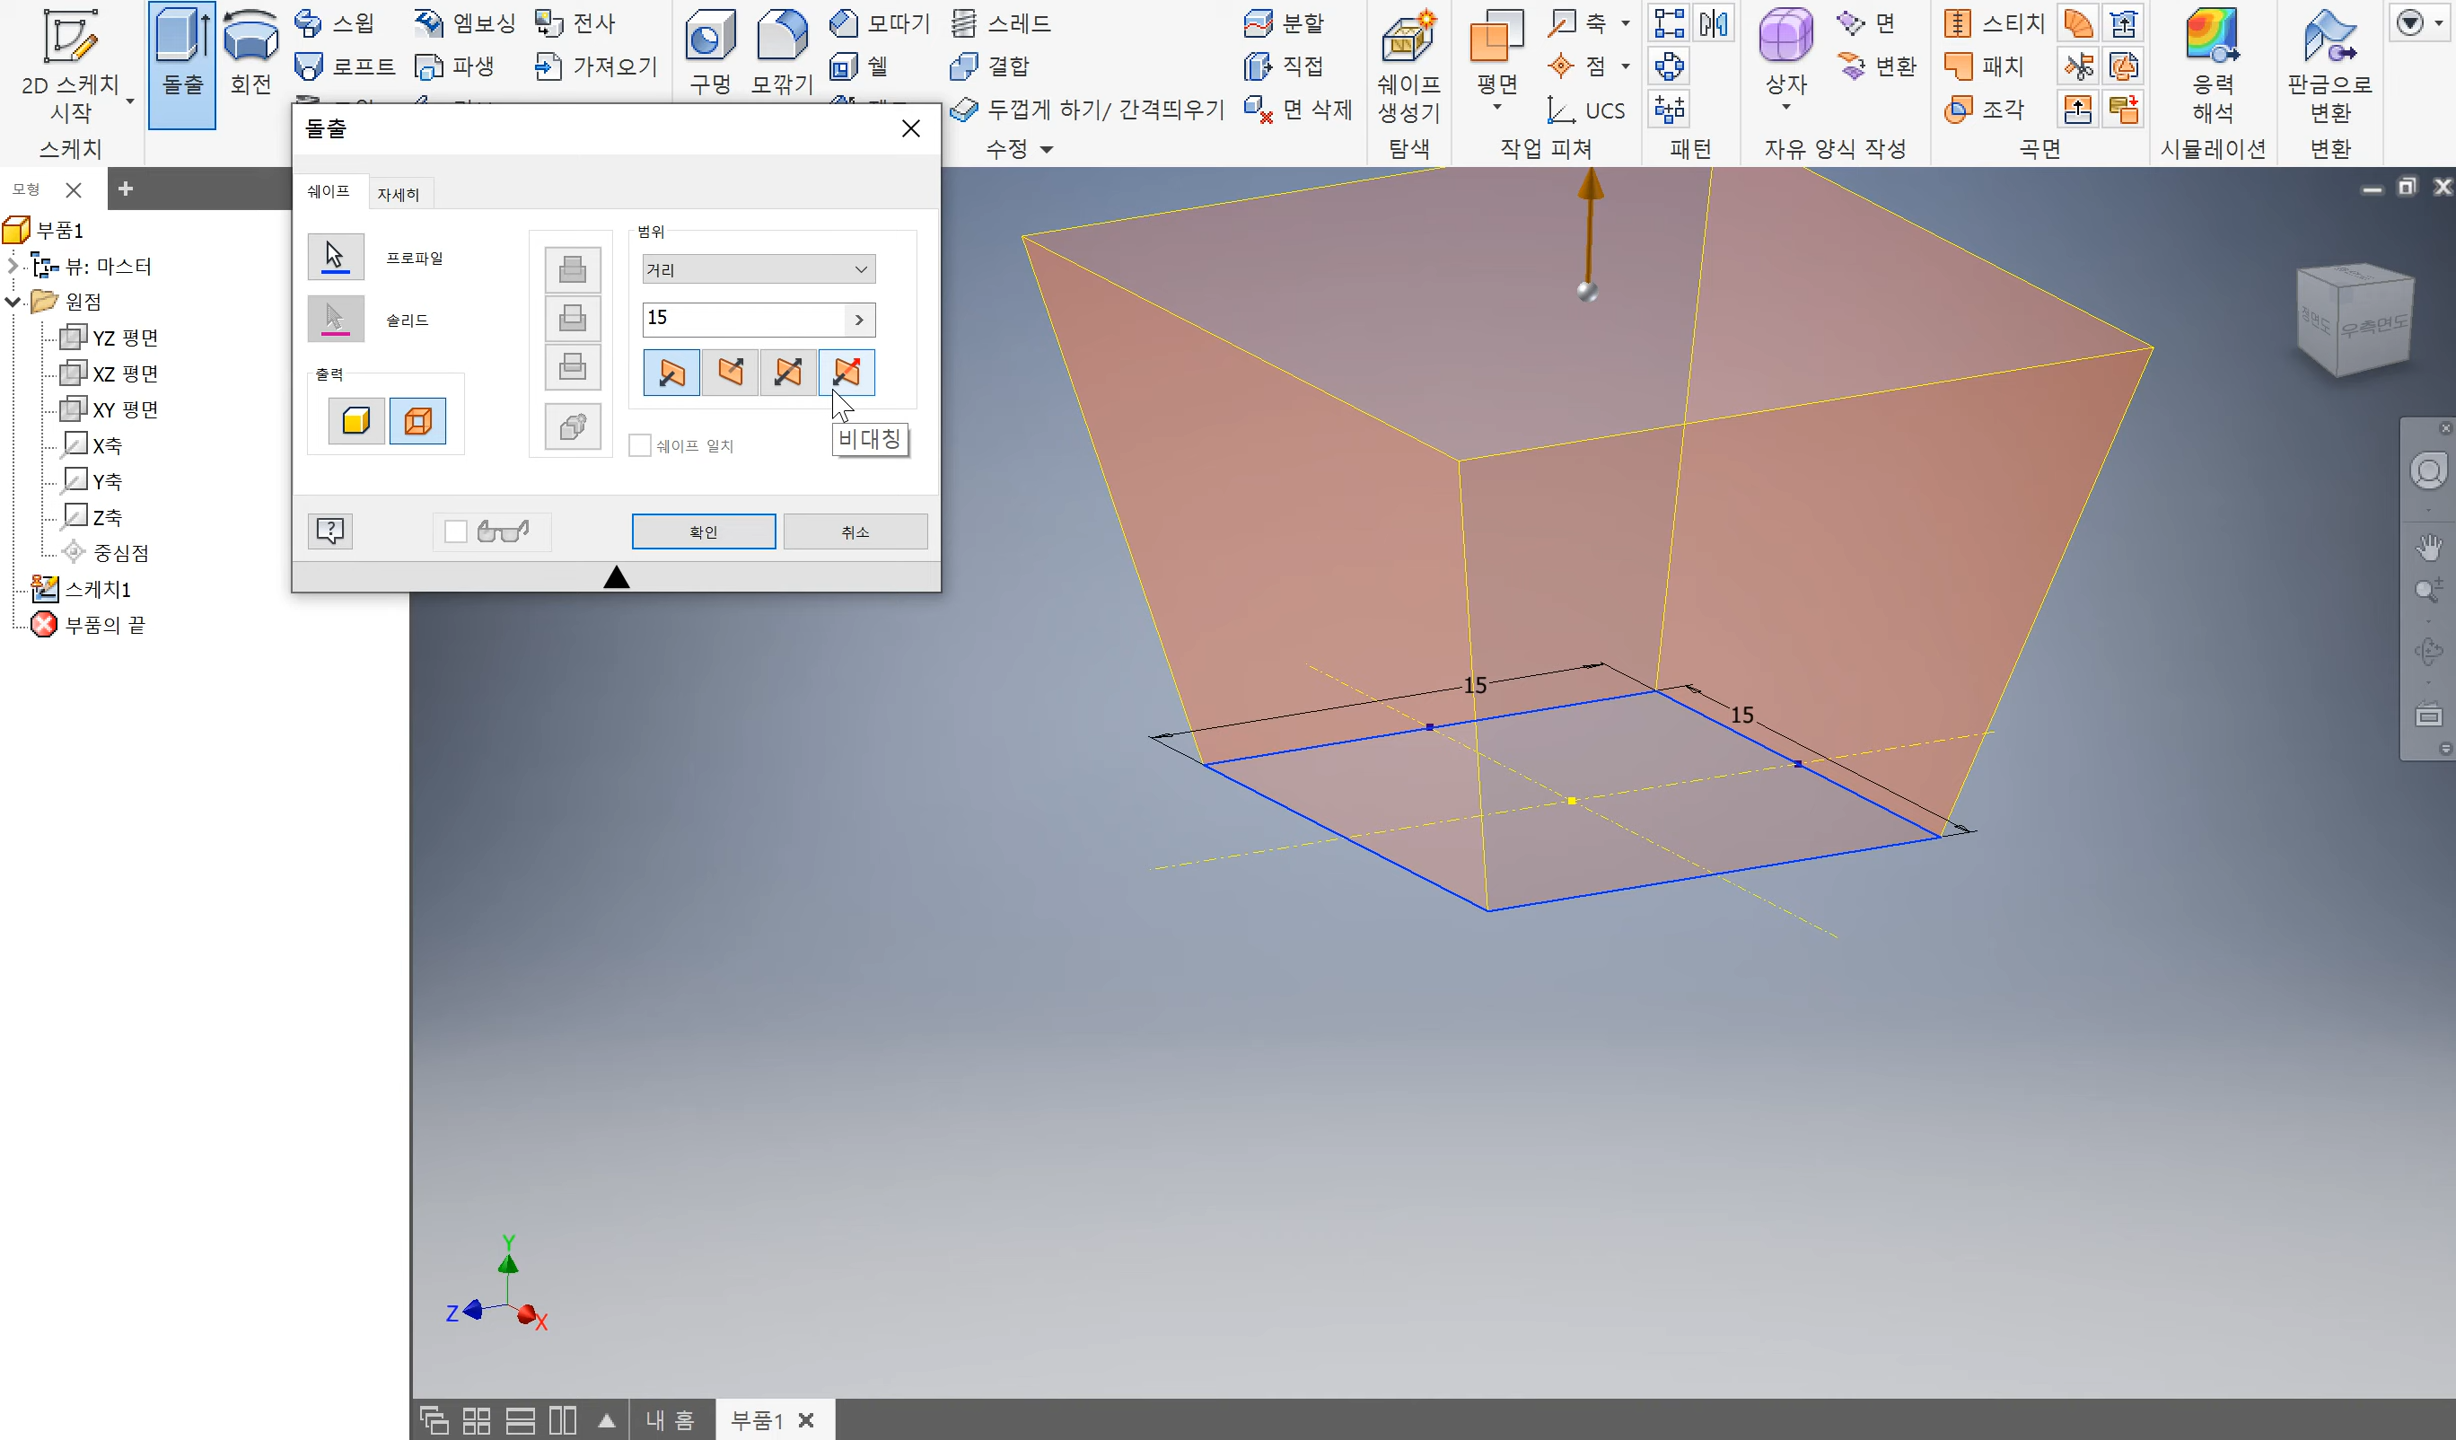 2D 스케치
시작
스케치
돌출
회전
스윕
로프트
엠보싱
파생
전사
가져오기
구멍
모깎기
모따기
쉘
스레드
결합
두껍게 하기/ 간격띄우기
분할
직접
면 삭제
수정
쉐이프
생성기
탐색
평면
축
점
UCS
작업 피쳐
패턴
상자
면
변환
자유 양식 작성
스티치
패치
조각
곡면
응력
해석
시뮬레이션
판금으로
변환
변환
모형
부품1
뷰: 마스터
원점
YZ 평면
XZ 평면
XY 평면
X축
Y축
Z축
중심점
스케치1
부품의 끝
돌출
쉐이프
자세히
프로파일
솔리드
출력
범위
거리
15
쉐이프 일치
비대칭
확인
취소
15
15
우측면도
Y
Z
X
내 홈
부품1